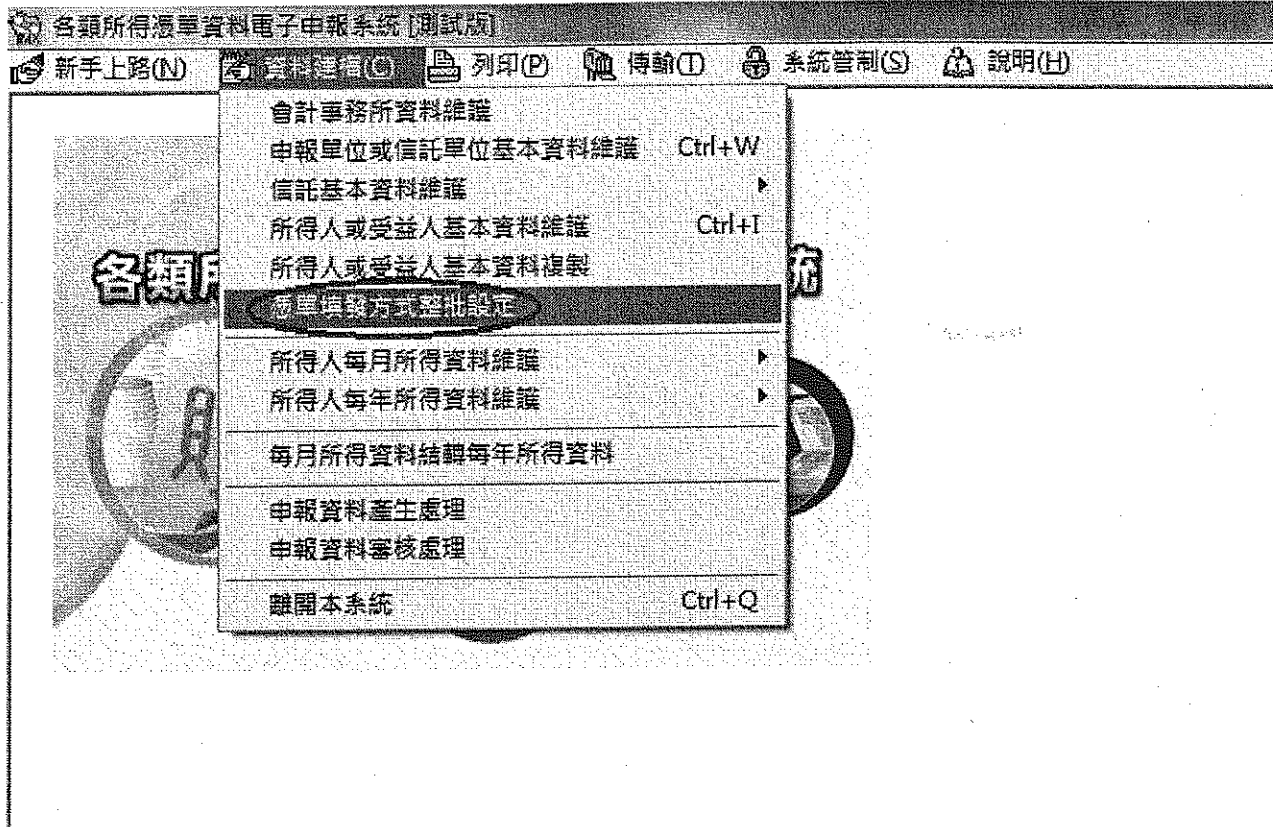 各類所得憑單資料電子申報系統 [測試版]
新手上路(N) 資料建檔(C) 列印(P) 傳輸(T) 系統管制(S) 說明(H)
會計事務所資料維護
申報單位或信託單位基本資料維護 Ctrl+W
信託基本資料維護
所得人或受益人基本資料維護 Ctrl+I
所得人或受益人基本資料複製
各類所 統
憑單填發方式整批設定
所得人每月所得資料維護
所得人每年所得資料維護
每月所得資料結轉每年所得資料
申報資料產生處理
申報資料審核處理
離開本系統 Ctrl+Q